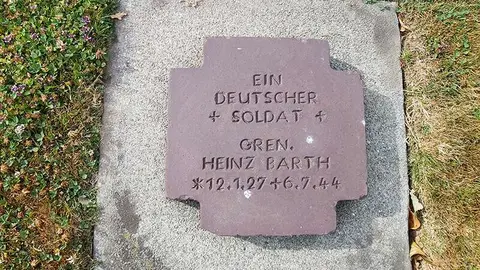 EIN
DEUTSCHER
+ SOLDAT +
GREN.
HEINZ BARTH
*12.1.27+6.7.44